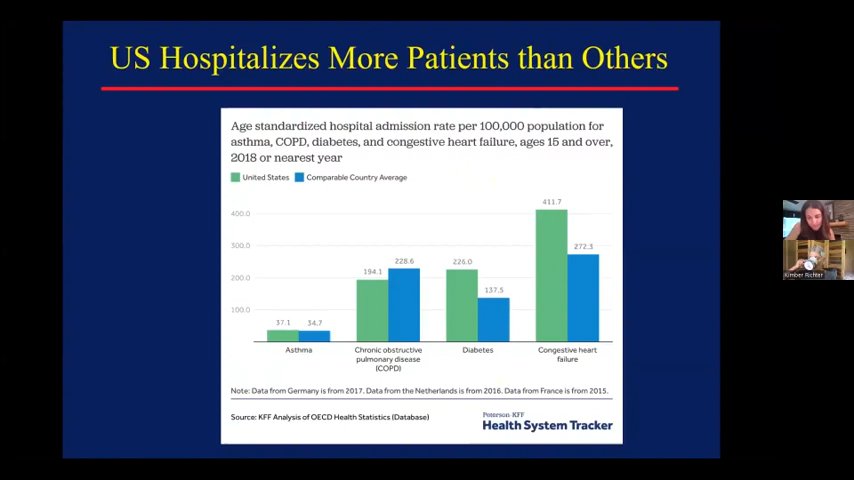 US Hospitalizes More Patients than Others
Age standardized hospital admission rate per 100,000 population for
asthma, COPD, diabetes, and congestive heart failure, ages 15 and over,
2018 or nearest year
United States Comparable Country Average
400.0
300.0
200.0
100.0
37.1
34.7
194.1
228.6
226.0
137.5
411.7
272.3
Asthma
Chronic obstructive
pulmonary disease
(COPD)
Diabetes
Congestive heart
failure
Note: Data from Germany is from 2017. Data from the Netherlands is from 2016. Data from France is from 2015.
Source: KFF Analysis of OECD Health Statistics (Database)
Peterson-KFF
Health System Tracker
Kimber Richter